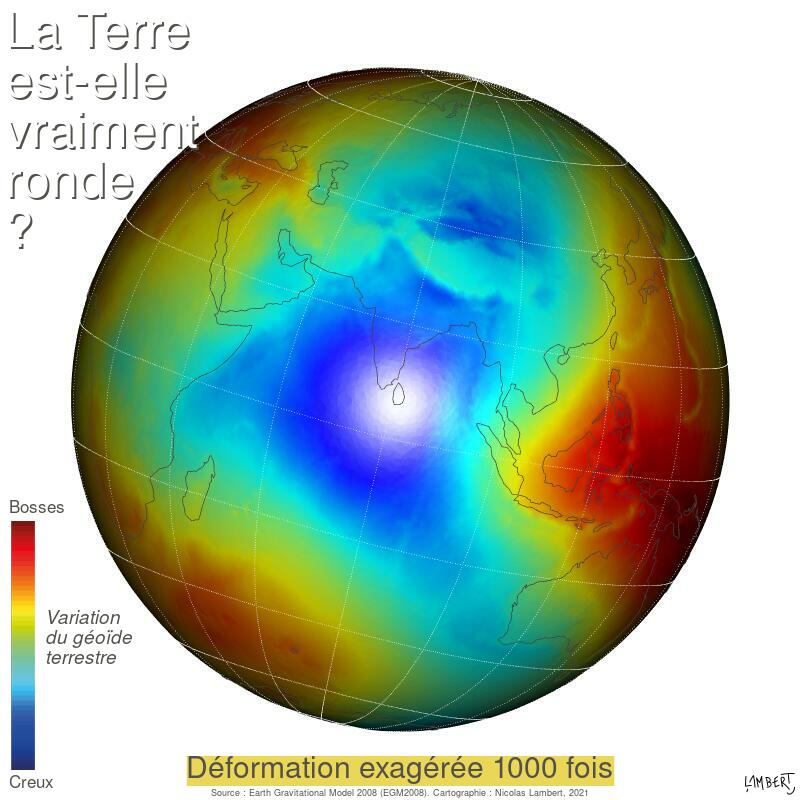 La Terre
est-elle
vraiment
ronde
?
Bosses
Variation
du géoïde
terrestre
Creux
Déformation exagérée 1000 fois
Source : Earth Gravitational Model 2008 (EGM2008). Cartographie : Nicolas Lambert, 2021
LAMBERT